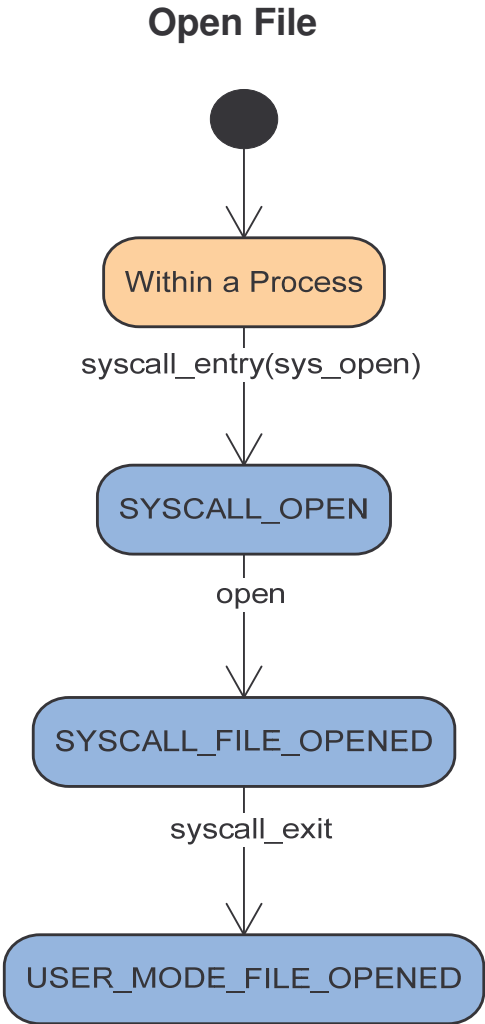 Open File
Within a Process
syscall_entry(sys_open)
SYSCALL_OPEN
open
SYSCALL_FILE_OPENED
syscall_exit
USER_MODE_FILE_OPENED